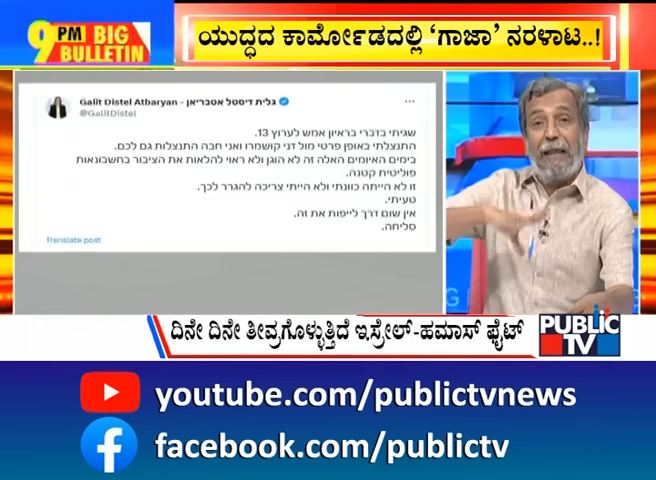 9PM BIG BULLETIN
ಯುದ್ಧದ ಕಾರ್ಮೋಡದಲ್ಲಿ ‘ಗಾಜಾ’ ನರಳಾಟ..!
Galit Distel Atbaryan - גלית דיסטל אטבריאן
@GalitDistel
שגיתי בדברי בראיון אמש לערוץ 13.
התנצלתי באופן פרטי מול דני קושמרו ואני חבה התנצלות גם לכם.
בימים האיומים האלה זה לא הוגן ולא ראוי להלאות את הציבור בחשבונאות
פוליטית קטנה.
זו לא הייתה כוונתי ולא הייתי צריכה להגרר לכך.
טעיתי.
אין שום דרך לייפות את זה.
סליחה.
Translate post
ದಿನೇ ದಿನೇ ತೀವ್ರಗೊಳ್ಳುತ್ತಿದೆ ಇಸ್ರೇಲ್-ಹಮಾಸ್ ಫೈಟ್
PUBLiC
TV
youtube.com/publictvnews
facebook.com/publictv